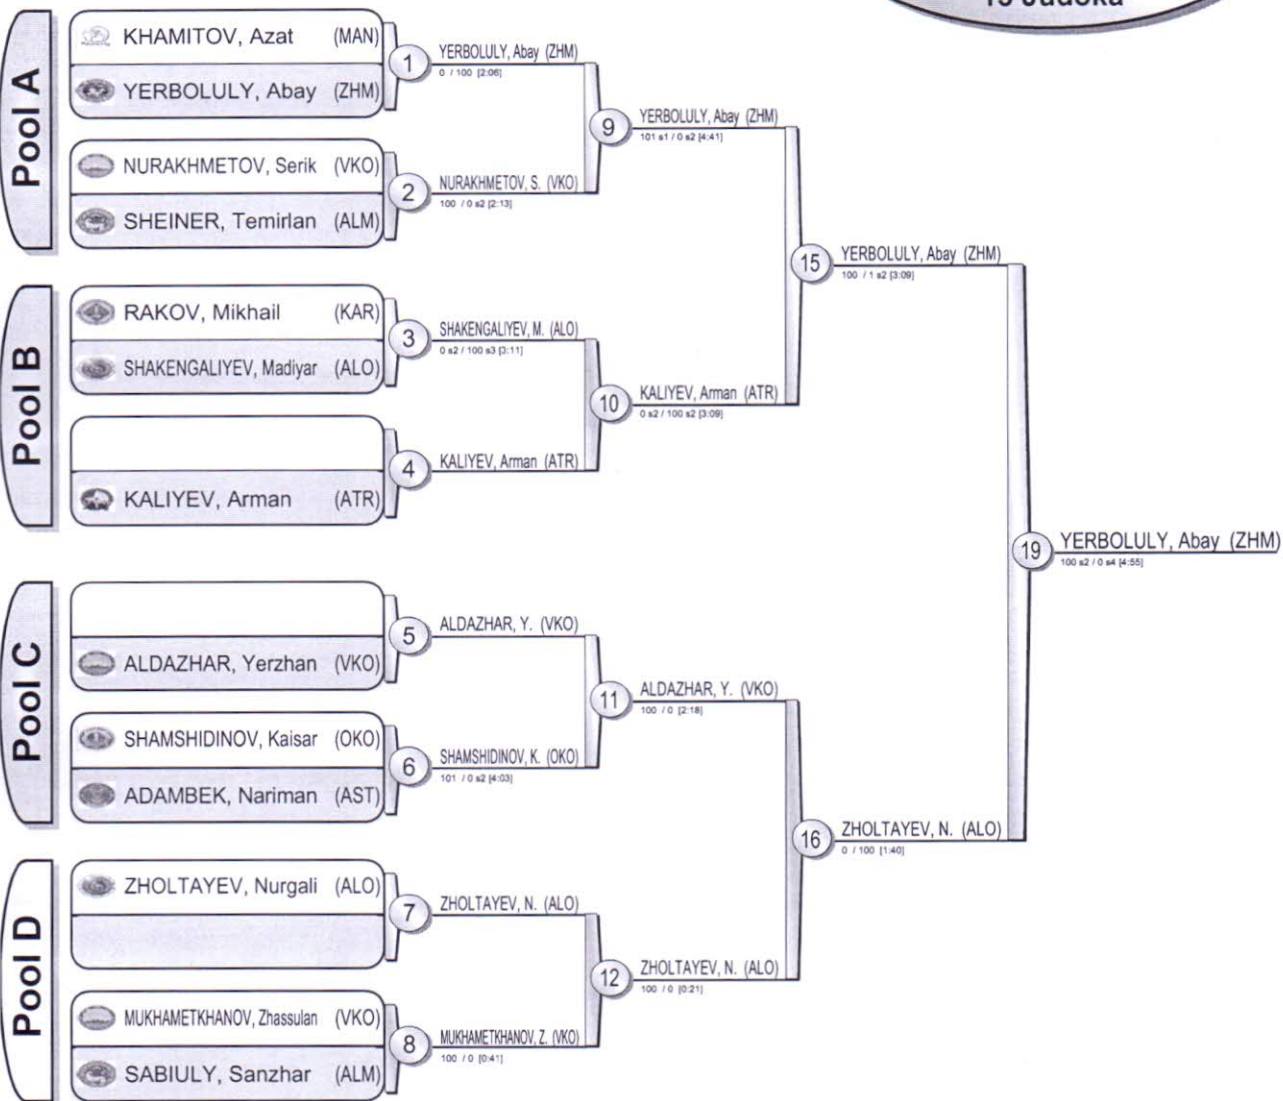 13 Judoka
Pool A
KHAMITOV, Azat (MAN)
YERBOLULY, Abay (ZHM)
1
YERBOLULY, Abay (ZHM)
0 / 100 [2:06]
NURAKHMETOV, Serik (VKO)
SHEINER, Temirlan (ALM)
2
NURAKHMETOV, S. (VKO)
100 / 0 s2 [2:13]
9
YERBOLULY, Abay (ZHM)
101 s1 / 0 s2 [4:41]
Pool B
RAKOV, Mikhail (KAR)
SHAKENGALIYEV, Madiyar (ALO)
3
SHAKENGALIYEV, M. (ALO)
0 s2 / 100 s3 [3:11]
KALIYEV, Arman (ATR)
4
KALIYEV, Arman (ATR)
10
KALIYEV, Arman (ATR)
0 s2 / 100 s2 [3:09]
15
YERBOLULY, Abay (ZHM)
100 / 1 s2 [3:09]
Pool C
ALDAZHAR, Yerzhan (VKO)
5
ALDAZHAR, Y. (VKO)
SHAMSHIDINOV, Kaisar (OKO)
ADAMBEK, Nariman (AST)
6
SHAMSHIDINOV, K. (OKO)
101 / 0 s2 [4:03]
11
ALDAZHAR, Y. (VKO)
100 / 0 [2:18]
Pool D
ZHOLTAYEV, Nurgali (ALO)
7
ZHOLTAYEV, N. (ALO)
MUKHAMETKHANOV, Zhassulan (VKO)
SABIULY, Sanzhar (ALM)
8
MUKHAMETKHANOV, Z. (VKO)
100 / 0 [0:41]
12
ZHOLTAYEV, N. (ALO)
100 / 0 [0:21]
16
ZHOLTAYEV, N. (ALO)
0 / 100 [1:40]
19
YERBOLULY, Abay (ZHM)
100 s2 / 0 s4 [4:55]